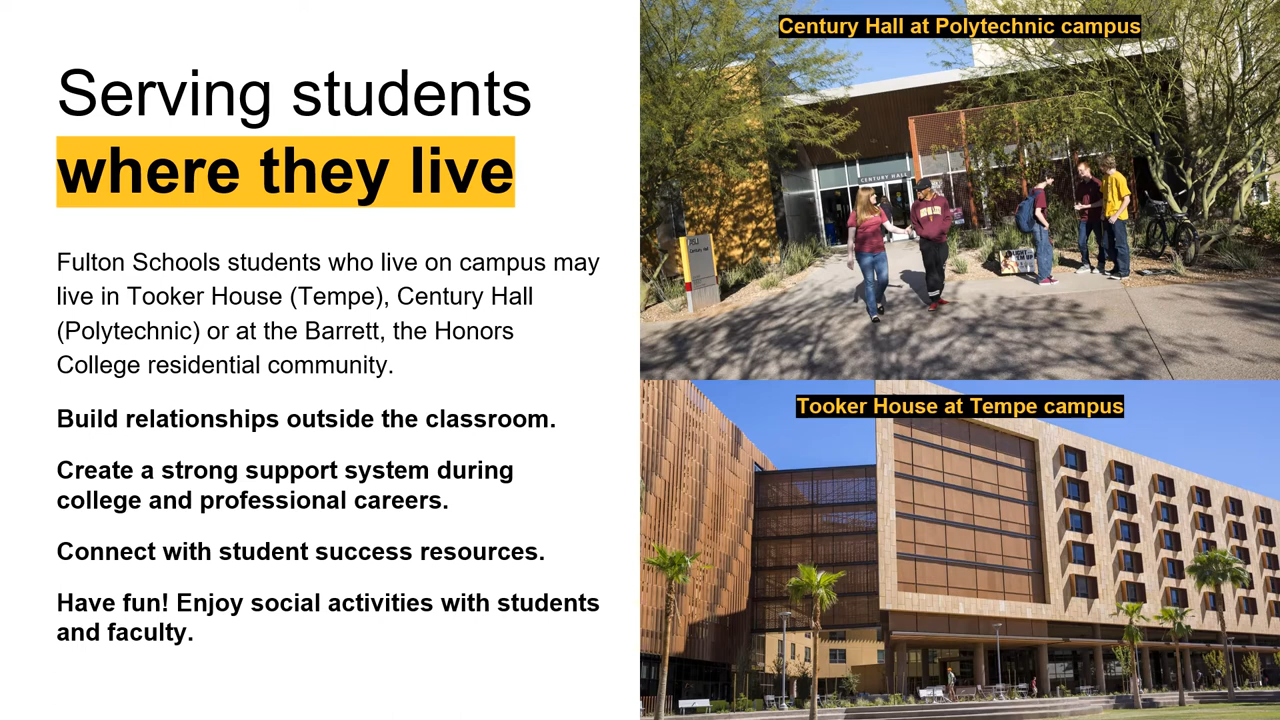 Serving students
where they live
Fulton Schools students who live on campus may
live in Tooker House (Tempe), Century Hall
(Polytechnic) or at the Barrett, the Honors
College residential community.
Build relationships outside the classroom.
Create a strong support system during
college and professional careers.
Connect with student success resources.
Have fun! Enjoy social activities with students
and faculty.
Century Hall at Polytechnic campus
CENTURY HALL
ASU
Century Hall
Tooker House at Tempe campus